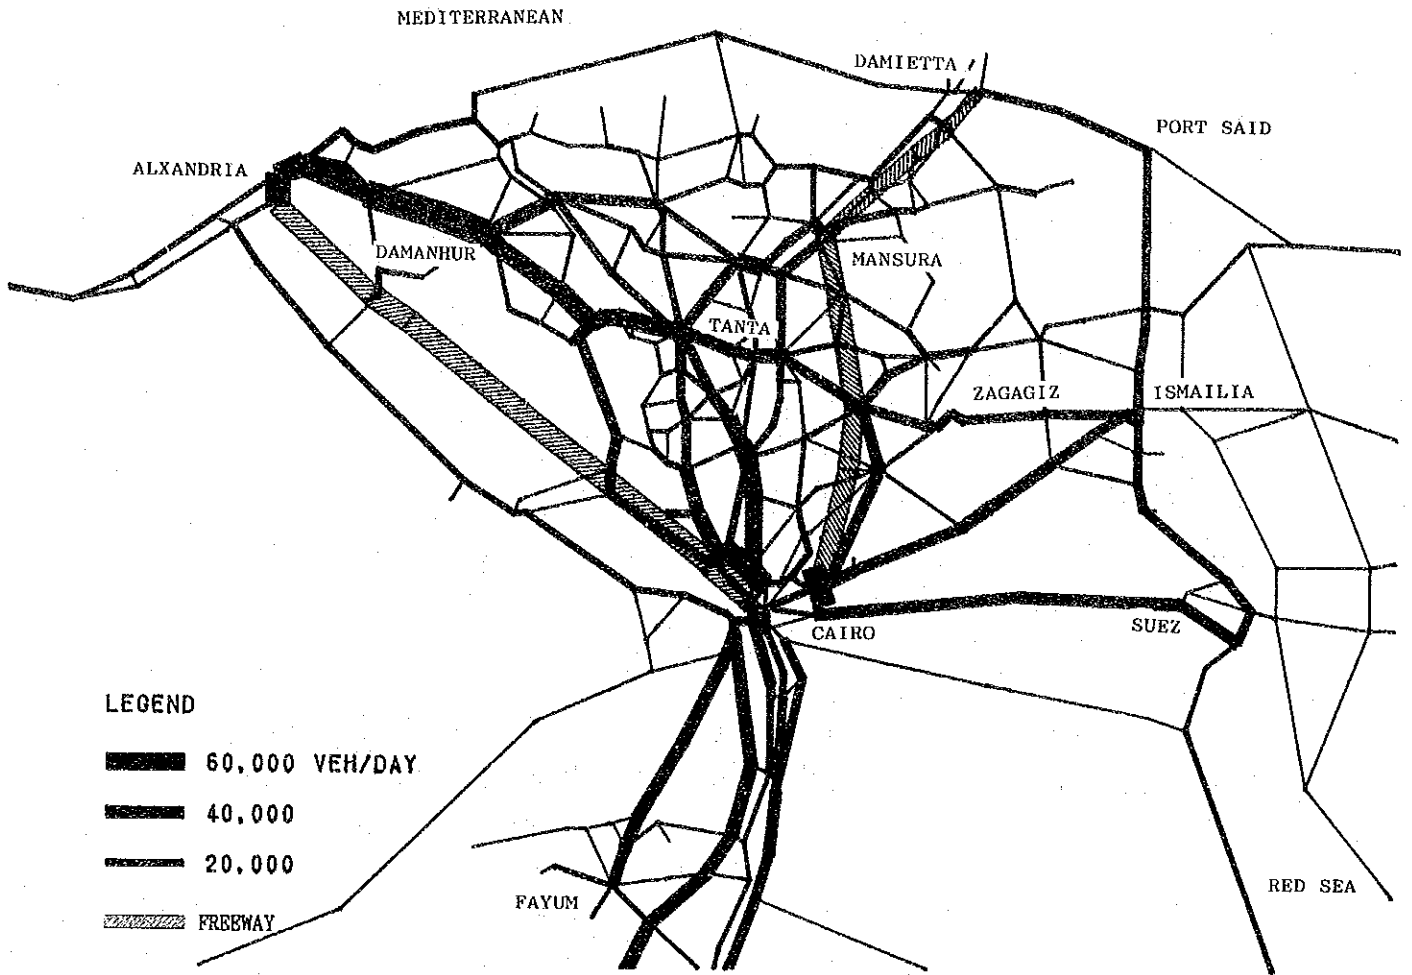 MEDITERRANEAN
DAMIETTA
PORT SAID
ALXANDRIA
DAMANHUR
MANSURA
TANTA
ZAGAGIZ
ISMAILIA
CAIRO
SUEZ
LEGEND
60,000 VEH/DAY
40,000
20,000
FREEWAY
FAYUM
RED SEA